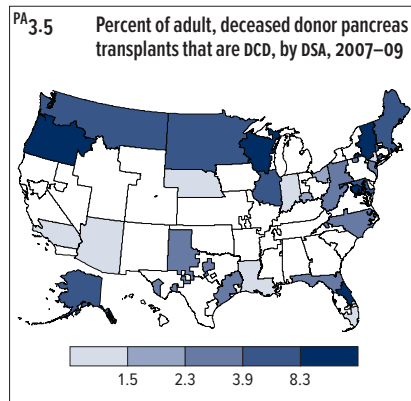 PA3.5 Percent of adult, deceased donor pancreas
transplants that are DCD, by DSA, 2007–09
1.5 2.3 3.9 8.3